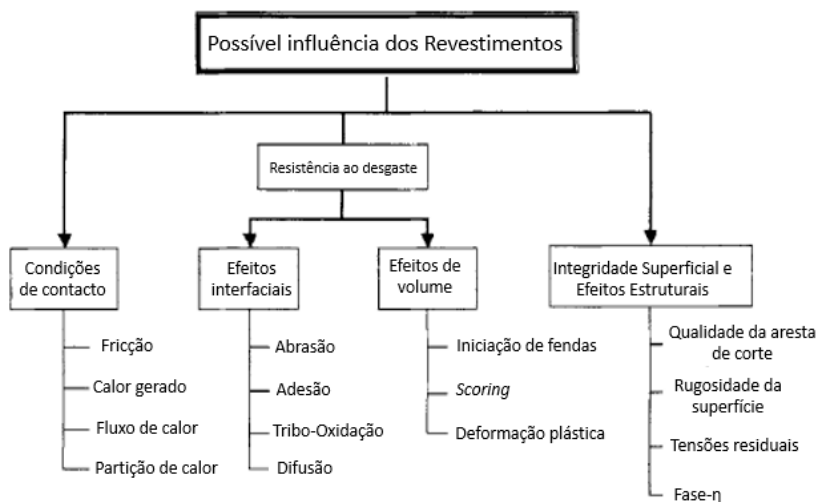 Possível influência dos Revestimentos
Resistência ao desgaste
Condições
de contacto
Efeitos
interfaciais
Efeitos de
volume
Integridade Superficial e
Efeitos Estruturais
Fricção
Calor gerado
Fluxo de calor
Partição de calor
Abrasão
Adesão
Tribo-Oxidação
Difusão
Iniciação de fendas
Scoring
Deformação plástica
Qualidade da aresta
de corte
Rugosidade da
superfície
Tensões residuais
Fase-η